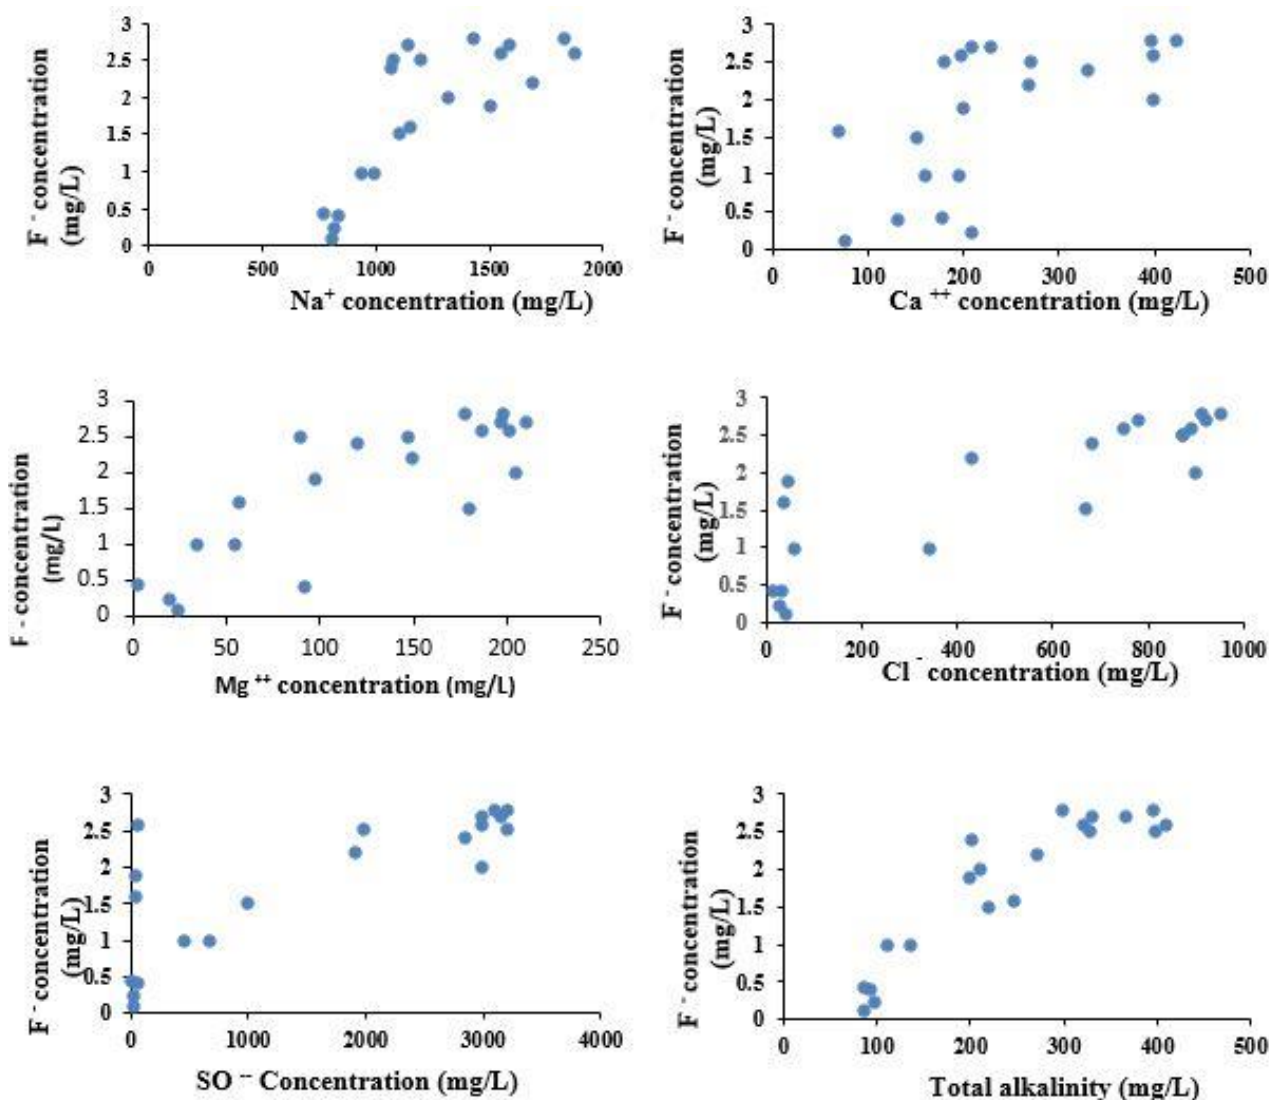 3
2.5
2
1.5
1
0.5
0
F - concentration
(mg/L)
0 500 1000 1500 2000
Na+ concentration (mg/L)
3
2.5
2
1.5
1
0.5
0
F - concentration
(mg/L)
0 100 200 300 400 500
Ca ++ concentration (mg/L)
3
2.5
2
1.5
1
0.5
0
F - concentration
(mg/L)
0 50 100 150 200 250
Mg ++ concentration (mg/L)
3
2.5
2
1.5
1
0.5
0
F - concentration
(mg/L)
0 200 400 600 800 1000
Cl - concentration (mg/L)
3
2.5
2
1.5
1
0.5
0
F - concentration
(mg/L)
0 1000 2000 3000 4000
SO -- Concentration (mg/L)
3
2.5
2
1.5
1
0.5
0
F - concentration
(mg/L)
0 100 200 300 400 500
Total alkalinity (mg/L)